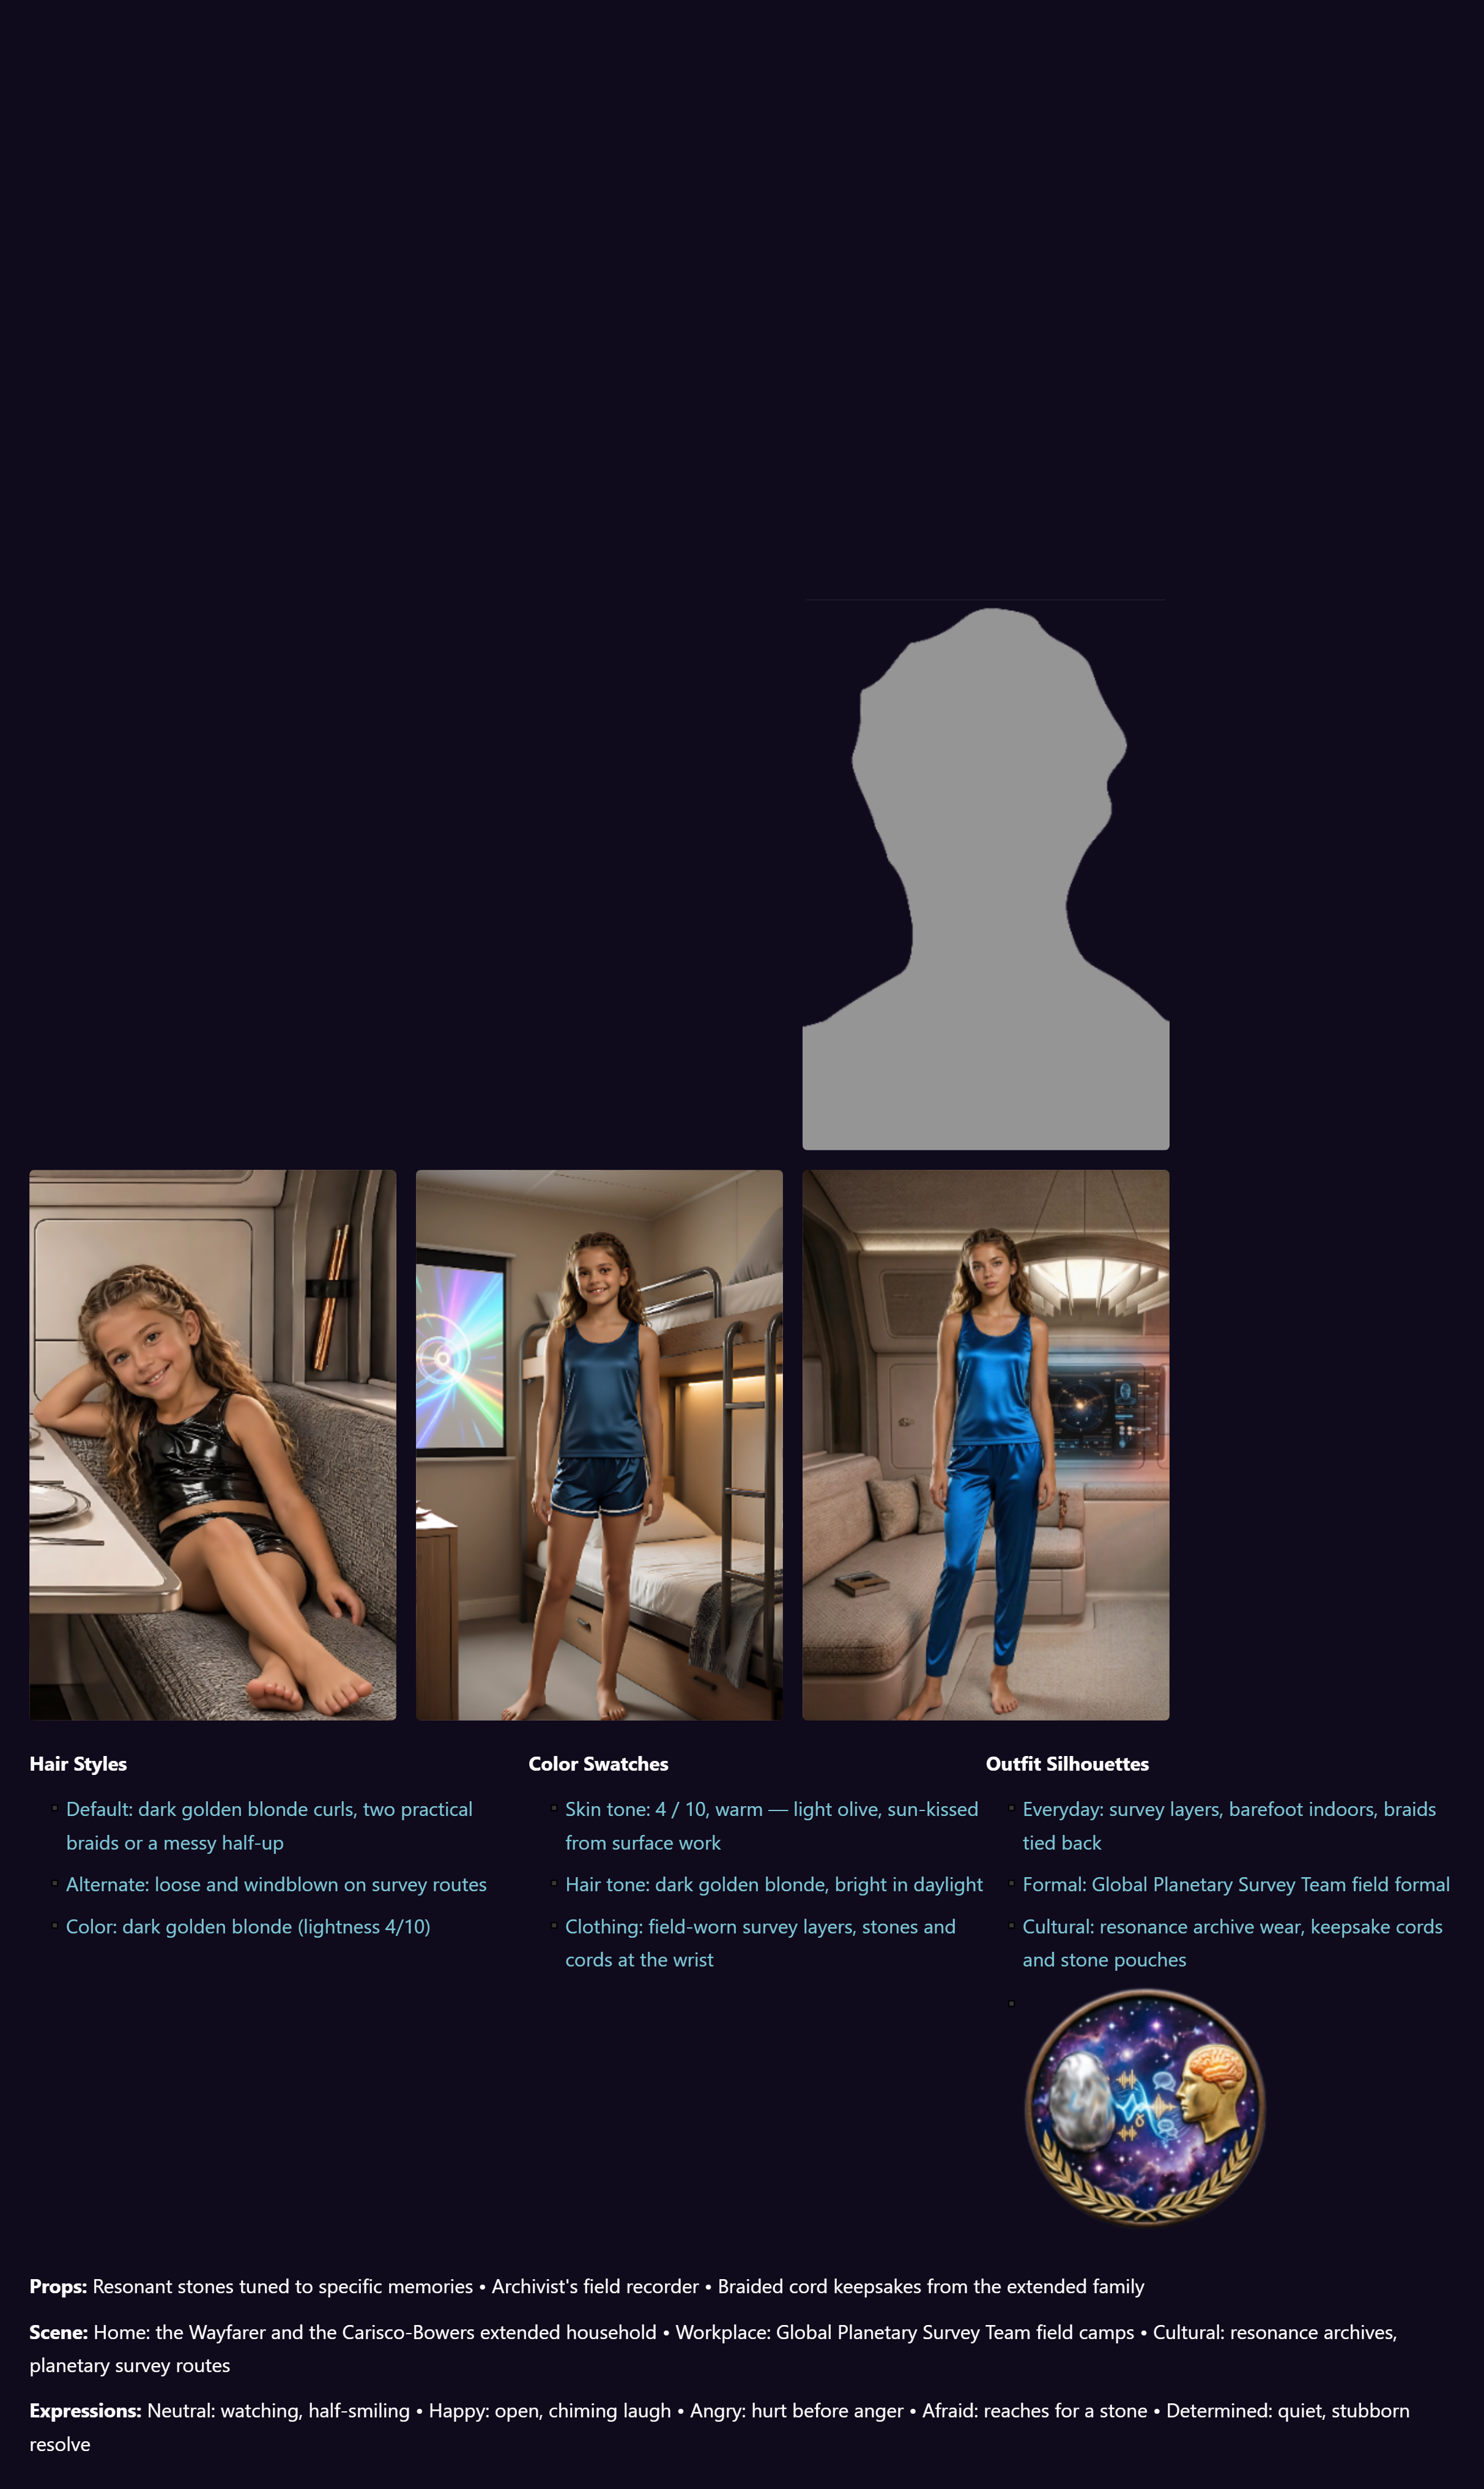 Hair Styles
Default: dark golden blonde curls, two practical
braids or a messy half-up
Alternate: loose and windblown on survey routes
Color: dark golden blonde (lightness 4/10)
Color Swatches
Skin tone: 4 / 10, warm — light olive, sun-kissed
from surface work
Hair tone: dark golden blonde, bright in daylight
Clothing: field-worn survey layers, stones and
cords at the wrist
Outfit Silhouettes
Everyday: survey layers, barefoot indoors, braids
tied back
Formal: Global Planetary Survey Team field formal
Cultural: resonance archive wear, keepsake cords
and stone pouches
Props: Resonant stones tuned to specific memories • Archivist's field recorder • Braided cord keepsakes from the extended family
Scene: Home: the Wayfarer and the Carisco-Bowers extended household • Workplace: Global Planetary Survey Team field camps • Cultural: resonance archives,
planetary survey routes
Expressions: Neutral: watching, half-smiling • Happy: open, chiming laugh • Angry: hurt before anger • Afraid: reaches for a stone • Determined: quiet, stubborn
resolve